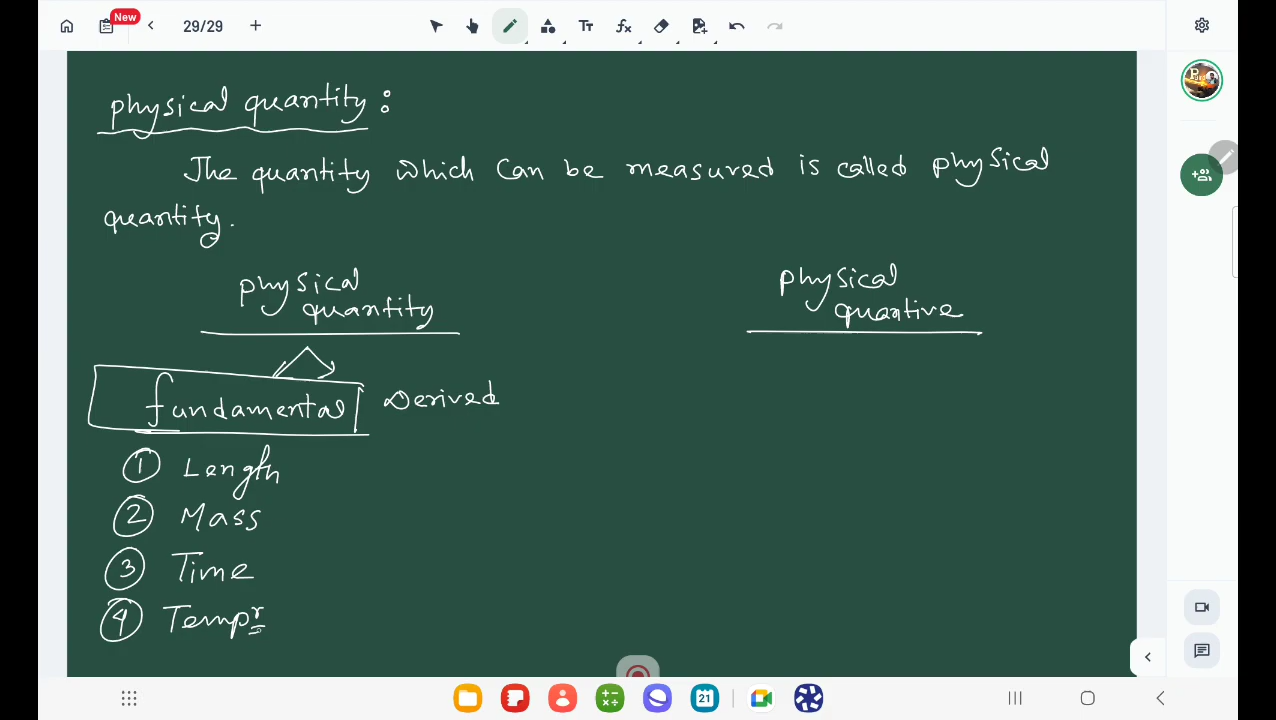 New
29/29
physical quantity :
The quantity which can be measured is called physical
quantity.
physical
quantity
physical
quantive
fundamental
Derived
① Length
② Mass
③ Time
④ Tempr
21